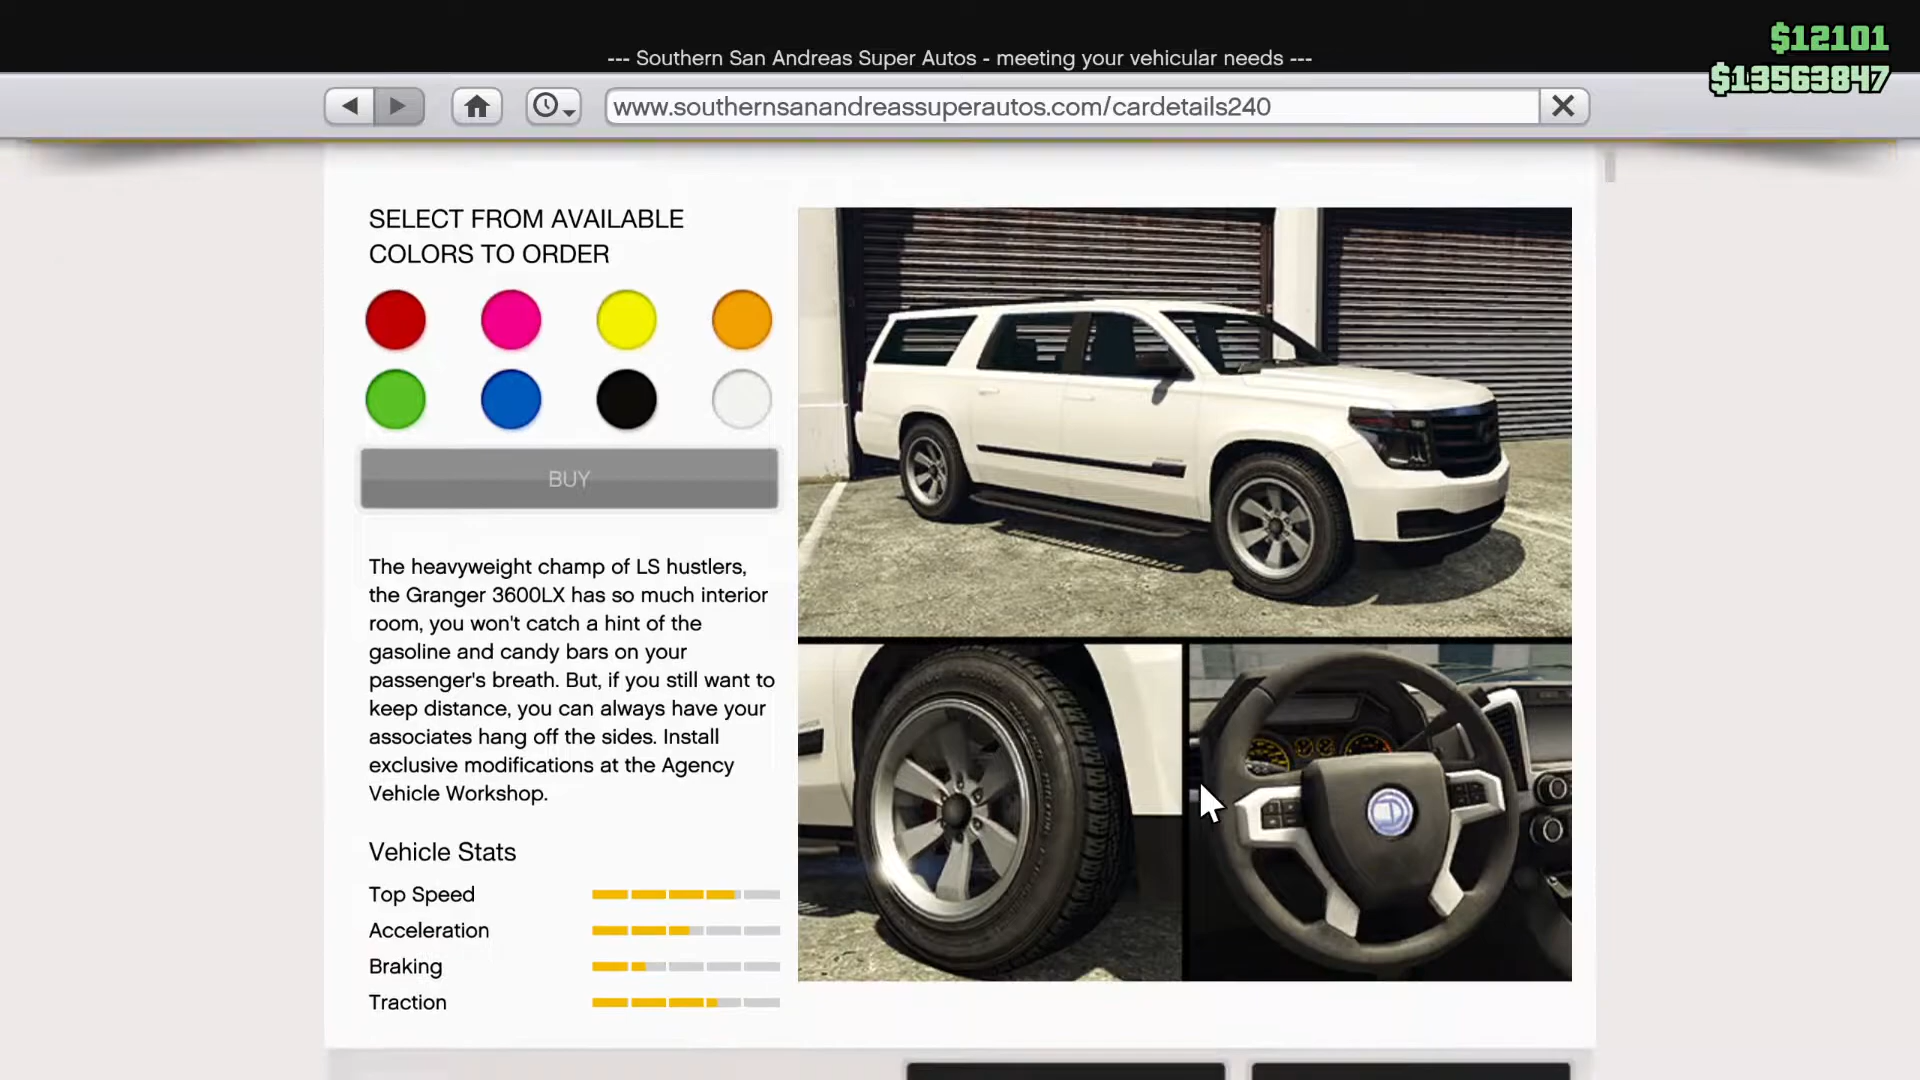 $12101
--- Southern San Andreas Super Autos - meeting your vehicular needs ---
$13563847
www.southernsanandreassuperautos.com/cardetails240
SELECT FROM AVAILABLE
COLORS TO ORDER
BUY
The heavyweight champ of LS hustlers,
the Granger 3600LX has so much interior
room, you won't catch a hint of the
gasoline and candy bars on your
passenger's breath. But, if you still want to
keep distance, you can always have your
associates hang off the sides. Install
exclusive modifications at the Agency
Vehicle Workshop.
Vehicle Stats
Top Speed
Acceleration
Braking
Traction